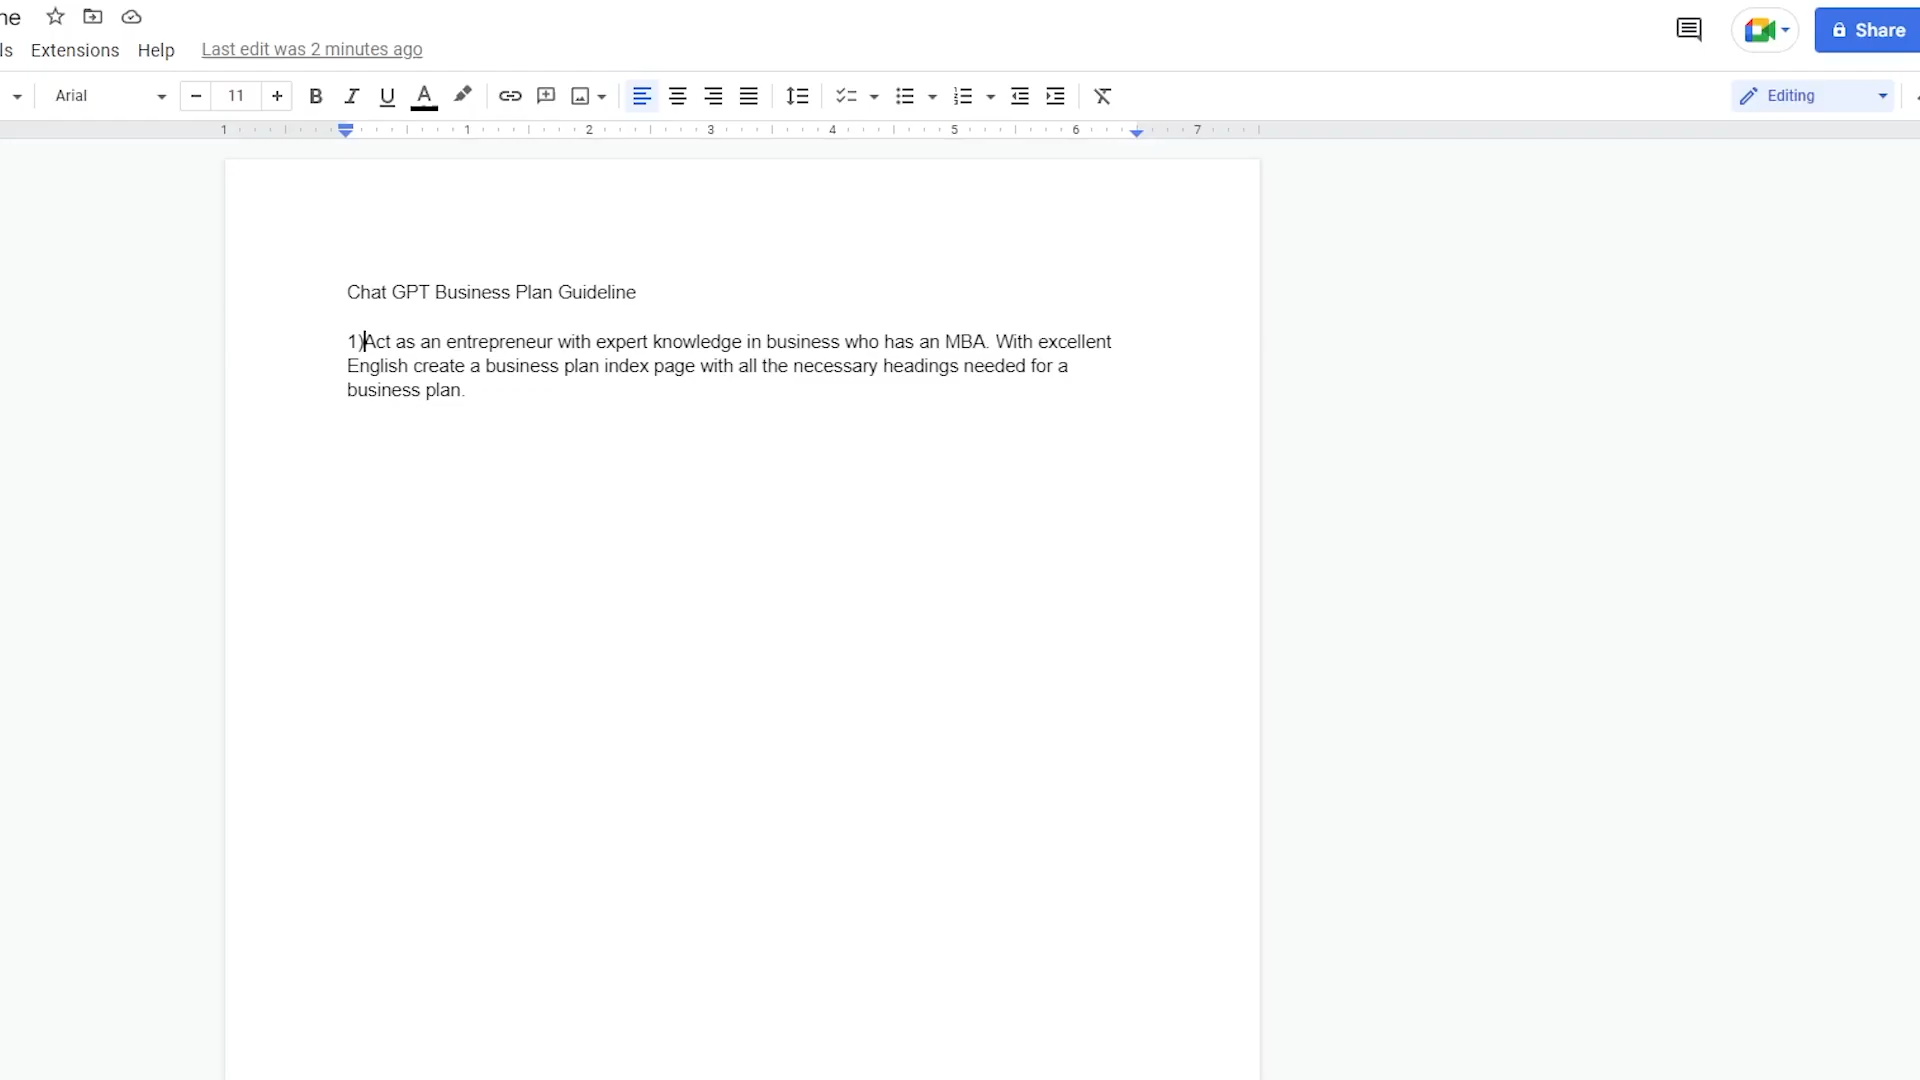 ne
ls Extensions Help Last edit was 2 minutes ago
Share
Arial 11 Editing
1 1 2 3 4 5 6 7
Chat GPT Business Plan Guideline
1)Act as an entrepreneur with expert knowledge in business who has an MBA. With excellent
English create a business plan index page with all the necessary headings needed for a
business plan.